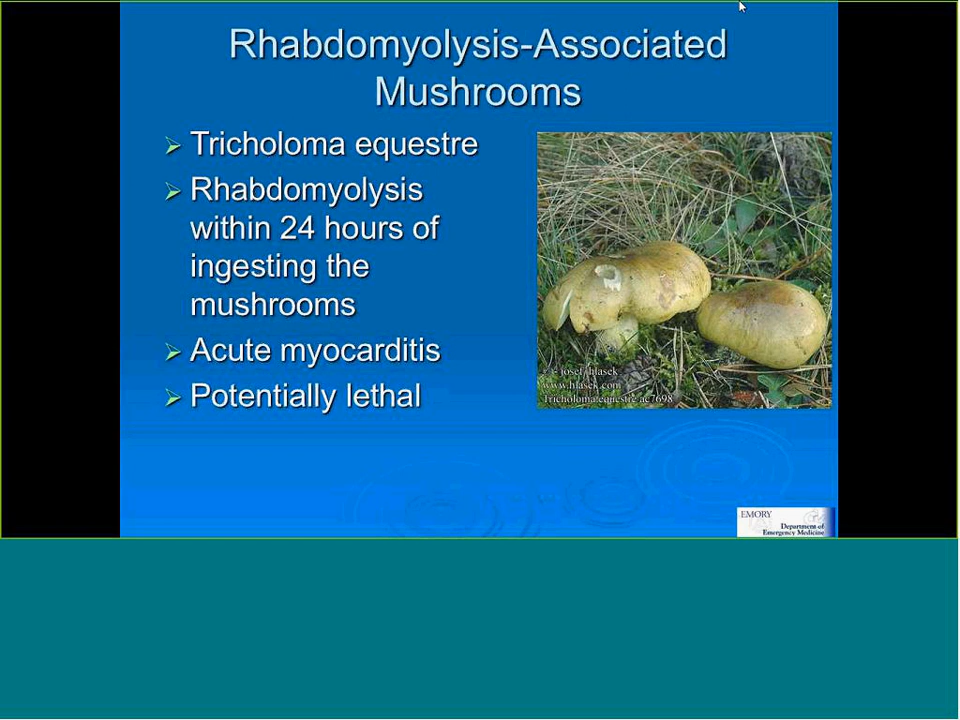 Rhabdomyolysis-Associated
Mushrooms
Tricholoma equestre
Rhabdomyolysis
within 24 hours of
ingesting the
mushrooms
Acute myocarditis
Potentially lethal
josef hlasek
www.hlasek.com
Tricholoma equestre ac7698
EMORY
Department of
Emergency Medicine